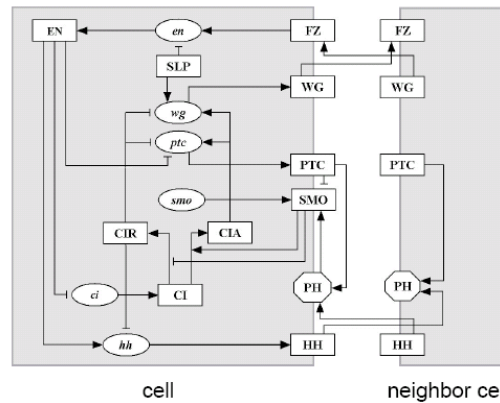 EN en FZ FZ
SLP
WG WG
wg
ptc
PTC PTC
smo SMO
CIR CIA
ci CI PH PH
hh HH HH
cell neighbor ce